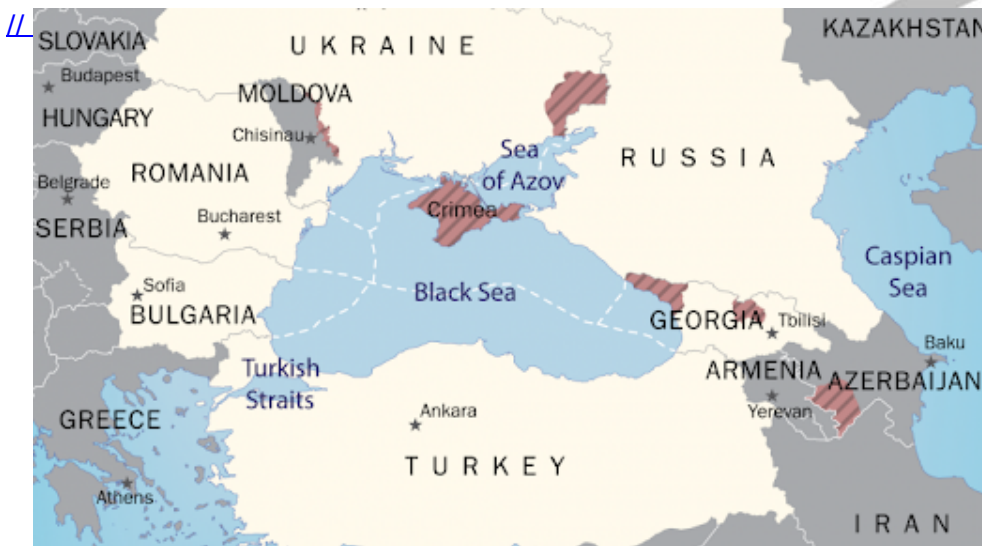 //
SLOVAKIA
UKRAINE
KAZAKHSTAN
Budapest
HUNGARY
MOLDOVA
Chisinau
Sea
of Azov
RUSSIA
ROMANIA
Belgrade
SERBIA
Bucharest
Crimea
Caspian
Sea
Sofia
BULGARIA
Black Sea
GEORGIA
Tbilisi
Baku
Turkish
Straits
ARMENIA
AZERBAIJAN
Yerevan
GREECE
Ankara
TURKEY
Athens
IRAN